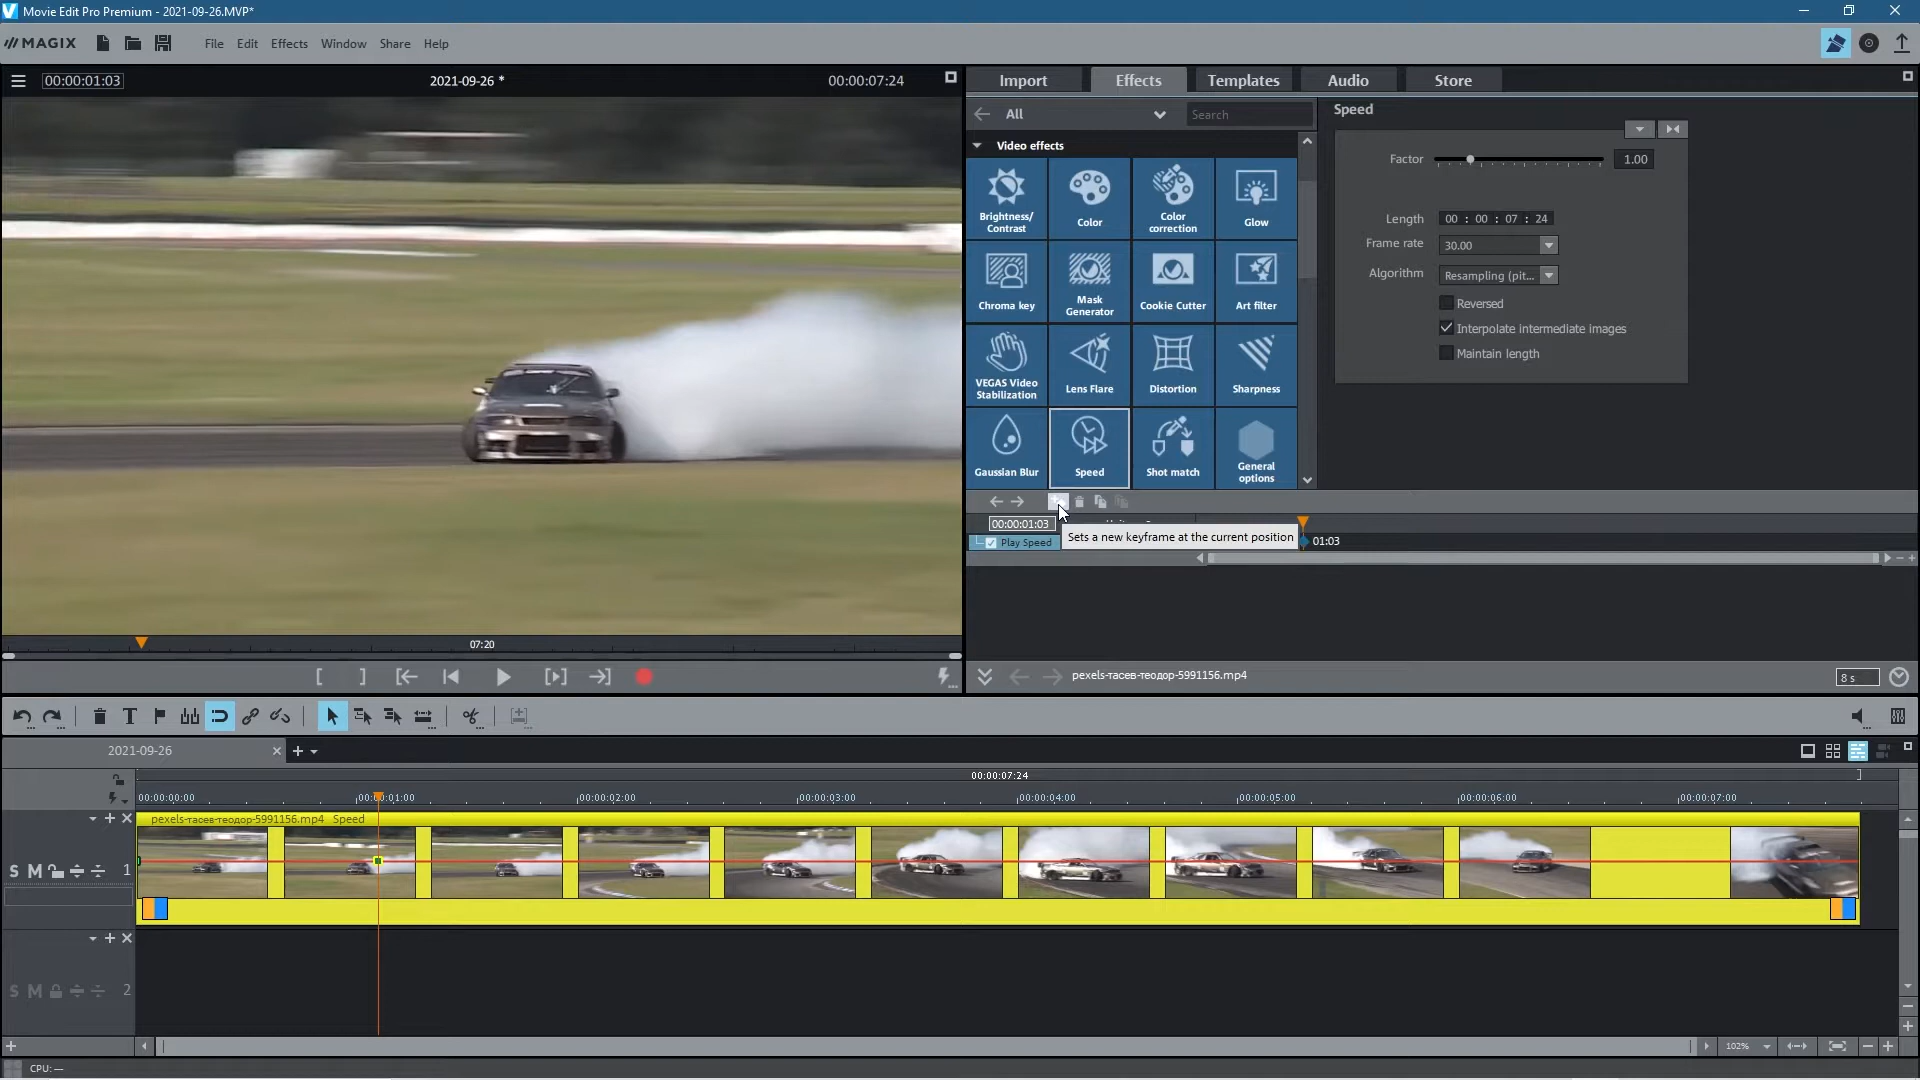 Movie Edit Pro Premium - 2021-09-26.MVP*
MAGIX File Edit Effects Window Share Help
00:00:01:03 2021-09-26 * 00:00:07:24
Import Effects Templates Audio Store
All Search Speed
Video effects
Factor 1.00
Brightness/
Contrast
Color
Color
correction
Glow
Length 00 : 00 : 07 : 24
Frame rate 30.00
Algorithm Resampling (pit...
Chroma key
Mask
Generator
Cookie Cutter
Art filter
Reversed
Interpolate intermediate images
Maintain length
VEGAS Video
Stabilization
Lens Flare
Distortion
Sharpness
Gaussian Blur
Speed
Shot match
General
options
00:00:01:03
Sets a new keyframe at the current position
Play Speed 01:03
07:20
pexels-тасев-теодор-5991156.mp4 8 s
2021-09-26
00:00:07:24
00:00:00:00 00:00:01:00 00:00:02:00 00:00:03:00 00:00:04:00 00:00:05:00 00:00:06:00 00:00:07:00
pexels-тасев-теодор-5991156.mp4 Speed
S M 1
S M 2
102%
CPU: —